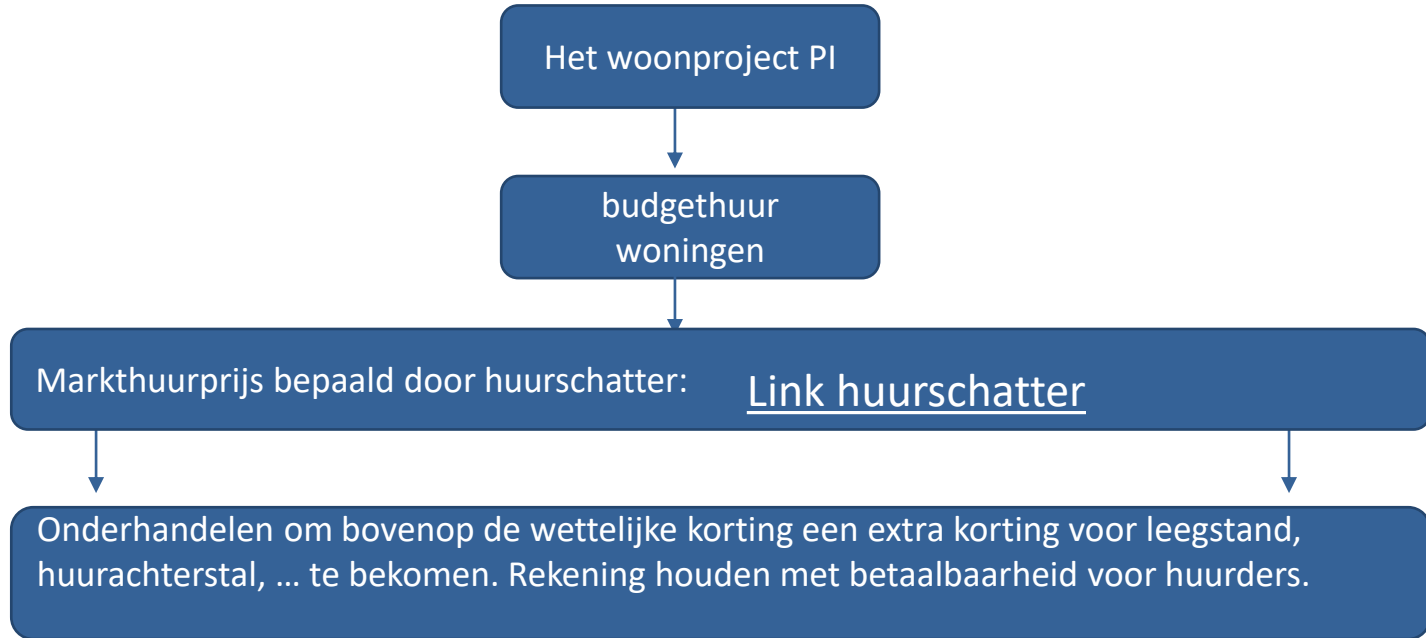 Het woonproject PI
budgethuur
woningen
Markthuurprijs bepaald door huurschatter: Link huurschatter
Onderhandelen om bovenop de wettelijke korting een extra korting voor leegstand,
huurachterstal, ... te bekomen. Rekening houden met betaalbaarheid voor huurders.